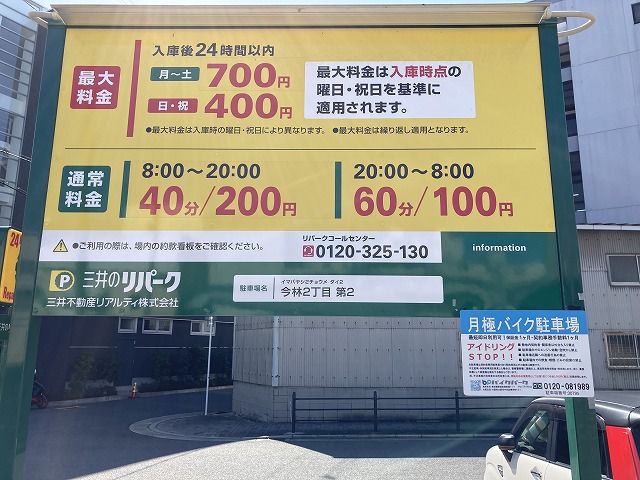 入庫後24時間以内
最大料金
月〜土 700円
日・祝 400円
最大料金は入庫時点の
曜日・祝日を基準に
適用されます。
●最大料金は入庫時の曜日・祝日により異なります。 ●最大料金は繰り返し適用となります。
通常料金
8:00〜20:00
40分/200円
20:00〜8:00
60分/100円
●ご利用の際は、場内の約款看板をご確認ください。
リパークコールセンター
0120-325-130
information
P 三井のリパーク
三井不動産リアルティ株式会社
駐車場名
イマバヤシ2チョウメ ダイ2
今林2丁目 第2
月極バイク駐車場
アイドリング
STOP!!
0120-081989